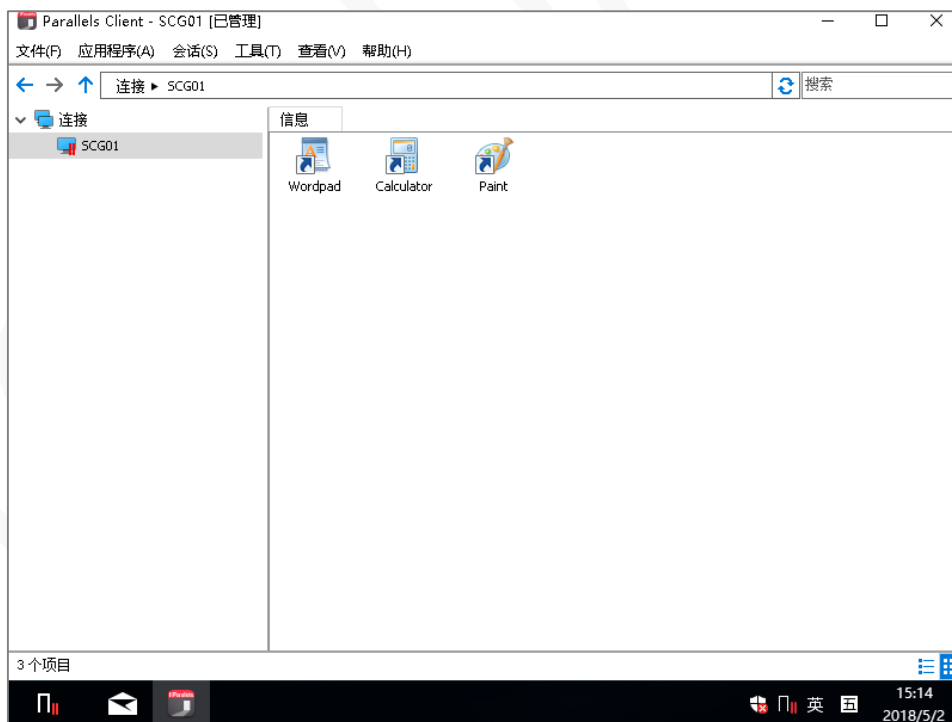 Parallels Client - SCG01 [已管理]
文件(F) 应用程序(A) 会话(S) 工具(T) 查看(V) 帮助(H)
连接 ▸ SCG01
搜索
连接
SCG01
信息
Wordpad Calculator Paint
3 个项目
Parallels
英 五
15:14
2018/5/2